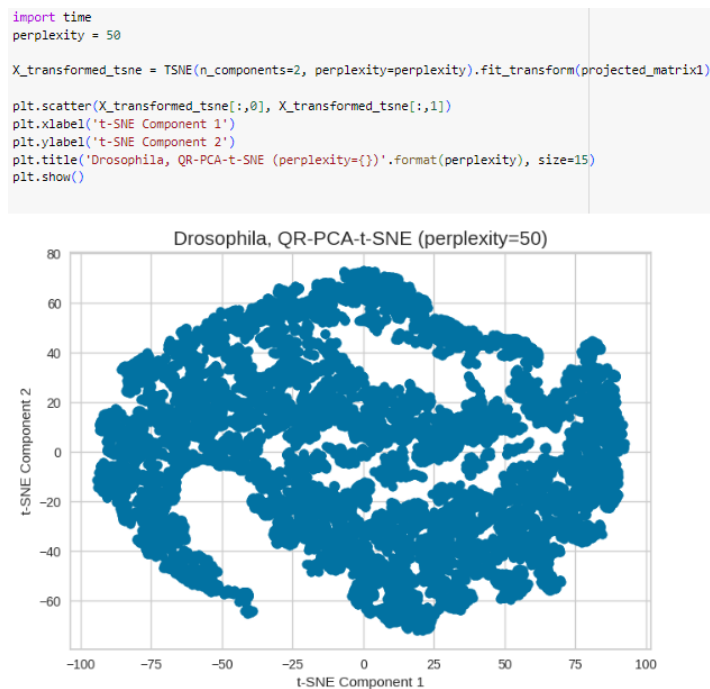 import time
perplexity = 50
X_transformed_tsne = TSNE(n_components=2, perplexity=perplexity).fit_transform(projected_matrix1)
plt.scatter(X_transformed_tsne[:,0], X_transformed_tsne[:,1])
plt.xlabel('t-SNE Component 1')
plt.ylabel('t-SNE Component 2')
plt.title('Drosophila, QR-PCA-t-SNE (perplexity={})'.format(perplexity), size=15)
plt.show()
Drosophila, QR-PCA-t-SNE (perplexity=50)
80
60
40
20
0
−20
−40
−60
t-SNE Component 2
−100 −75 −50 −25 0 25 50 75 100
t-SNE Component 1